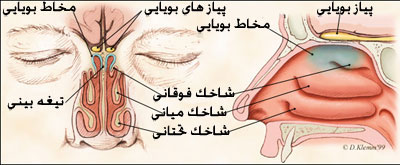 مخاط بویایی
پیاز های بویایی
پیاز بویایی
مخاط بویایی
تیغه بینی
شاخک فوقانی
شاخک میانی
شاخک تحتانی
© D.Klemm '99